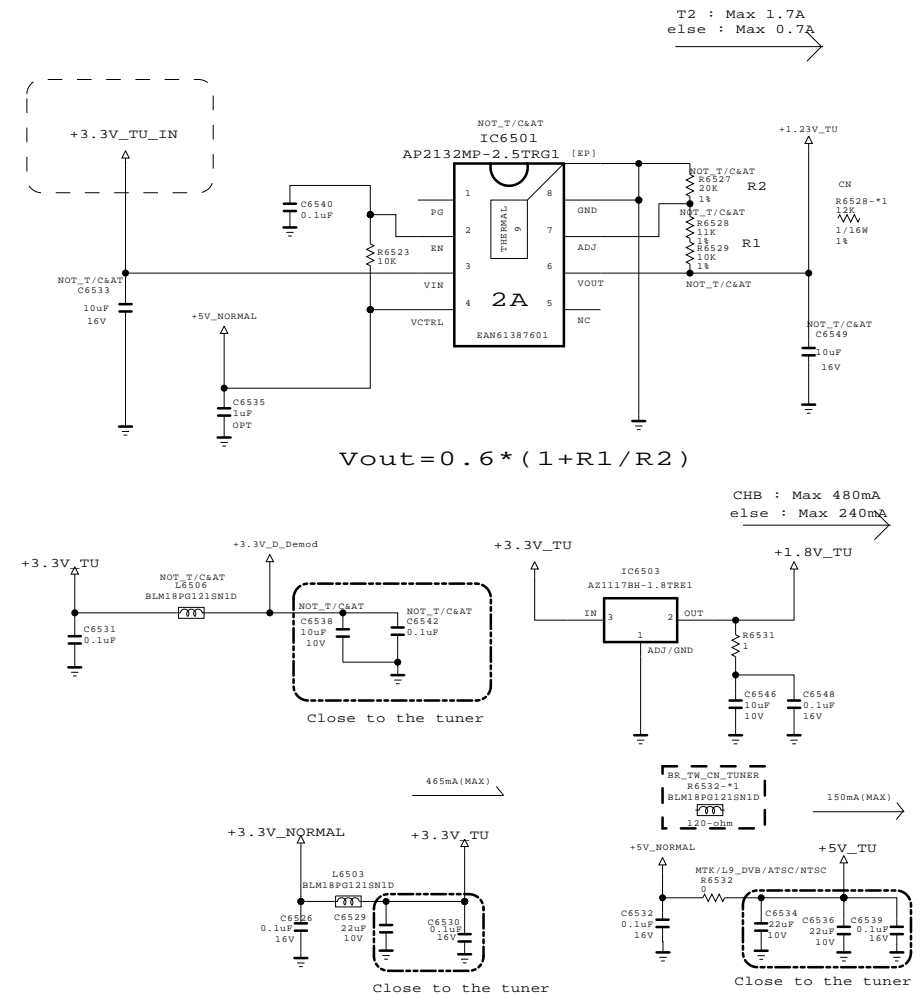 T2 : Max 1.7A
else : Max 0.7A
+3.3V_TU_IN
NOT_T/C&AT
IC6501
AP2132MP-2.5TRG1 [EP]
+1.23V_TU
C6540
0.1uF
R6523
10K
1
PG
2
EN
3
VIN
4
VCTRL
THERMAL
9
2A
EAN61387601
8
GND
7
ADJ
6
VOUT
5
NC
NOT_T/C&AT
R6527
20K
1%
R2
NOT_T/C&AT
R6528
11K
1%
R1
R6529
10K
1%
NOT_T/C&AT
CN
R6528-*1
12K
1/16W
1%
NOT_T/C&AT
C6533
10uF
16V
+5V_NORMAL
C6535
1uF
OPT
NOT_T/C&AT
C6549
10uF
16V
Vout=0.6*(1+R1/R2)
CHB : Max 480mA
else : Max 240mA
+3.3V_TU
+3.3V_D_Demod
NOT_T/C&AT
L6506
BLM18PG121SN1D
C6531
0.1uF
NOT_T/C&AT
C6538
10uF
10V
NOT_T/C&AT
C6542
0.1uF
Close to the tuner
+3.3V_TU
+1.8V_TU
IC6503
AZ1117BH-1.8TRE1
IN
3
2
OUT
1
ADJ/GND
R6531
1
C6546
10uF
10V
C6548
0.1uF
16V
465mA(MAX)
+3.3V_NORMAL
+3.3V_TU
L6503
BLM18PG121SN1D
C6526
0.1uF
16V
C6529
22uF
10V
C6530
0.1uF
16V
Close to the tuner
BR_TW_CN_TUNER
R6532-*1
BLM18PG121SN1D
120-ohm
150mA(MAX)
+5V_NORMAL
+5V_TU
MTK/L9_DVB/ATSC/NTSC
R6532
0
C6532
0.1uF
16V
C6534
22uF
10V
C6536
22uF
10V
C6539
0.1uF
16V
Close to the tuner